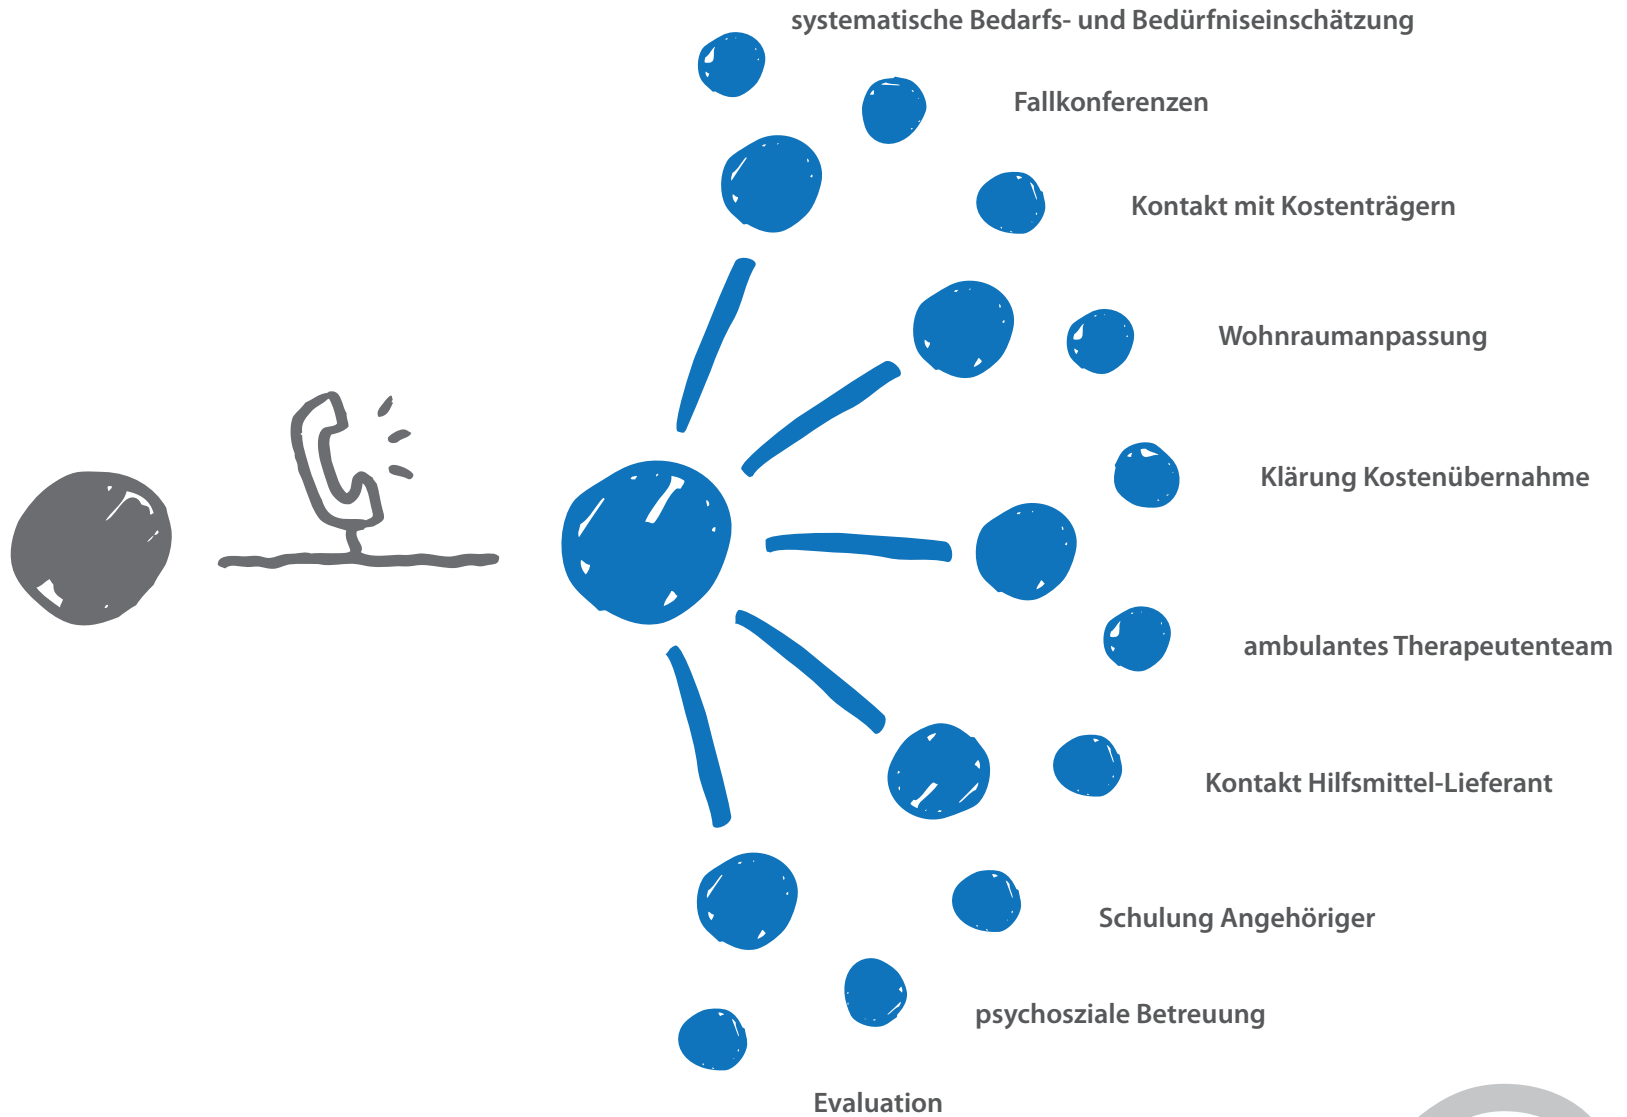 systematische Bedarfs- und Bedürfniseinschätzung
Fallkonferenzen
Kontakt mit Kostenträgern
Wohnraumanpassung
Klärung Kostenübernahme
ambulantes Therapeutenteam
Kontakt Hilfsmittel-Lieferant
Schulung Angehöriger
psychosziale Betreuung
Evaluation